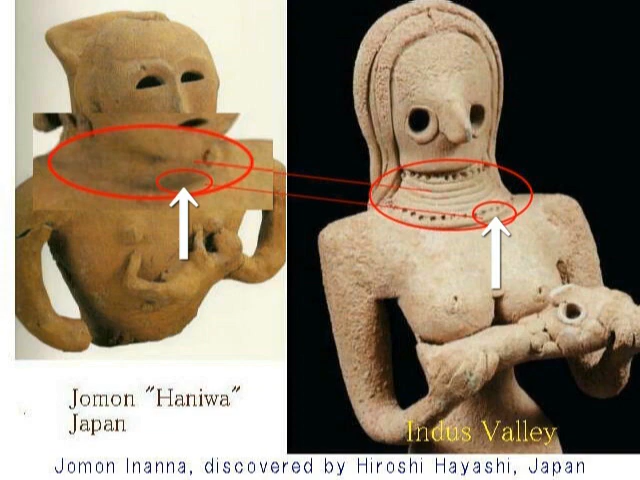 Jomon "Haniwa"
Japan
Indus Valley
Jomon Inanna, discovered by Hiroshi Hayashi, Japan